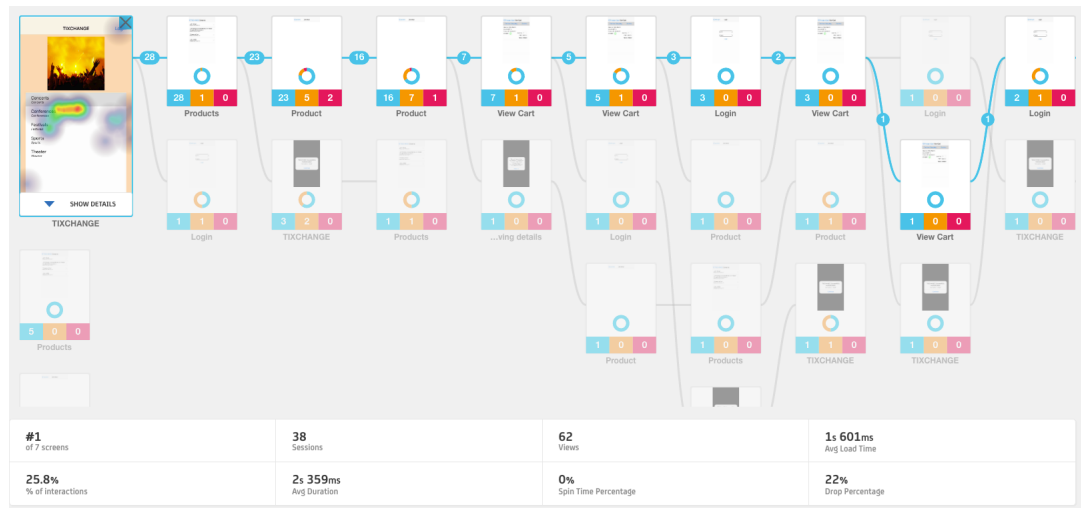 TIXCHANGE
Concerts
Conferences
Festivals
Sports
Theater
SHOW DETAILS
TIXCHANGE
28
23
16
7
5
3
2
1
1
28 1 0
Products
23 5 2
Product
16 7 1
Product
7 1 0
View Cart
5 1 0
View Cart
3 0 0
Login
3 0 0
View Cart
1 0 0
Login
2 1 0
Login
1 1 0
Login
3 2 0
TIXCHANGE
1 1 0
Products
1 0 0
...ving details
1 0 0
Login
1 0 0
Product
1 1 0
Product
1 0 0
View Cart
1 0 0
TIXCHANGE
5 0 0
Products
1 0 0
Product
1 0 0
Products
1 1 0
TIXCHANGE
1 0 0
TIXCHANGE
#1
of 7 screens
38
Sessions
62
Views
1s 601ms
Avg Load Time
25.8%
% of interactions
2s 359ms
Avg Duration
0%
Spin Time Percentage
22%
Drop Percentage